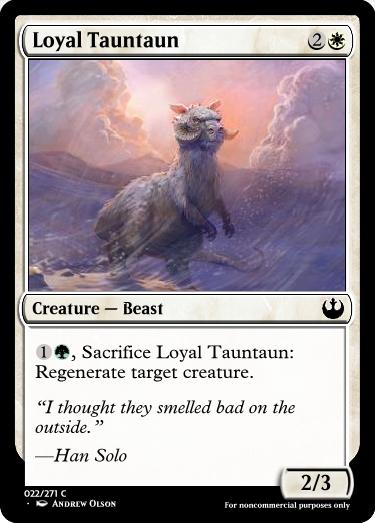 Loyal Tauntaun 2
Creature — Beast
1, Sacrifice Loyal Tauntaun:
Regenerate target creature.
“I thought they smelled bad on the
outside.”
—Han Solo
2/3
022/271 C
· Andrew Olson
For noncommercial purposes only